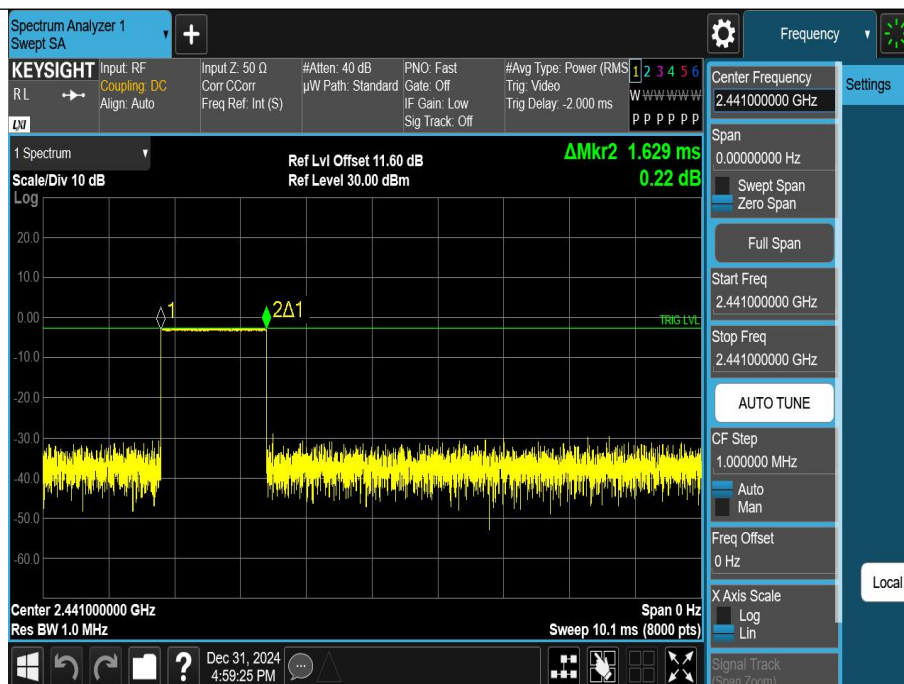 Spectrum Analyzer 1
Swept SA
Frequency
KEYSIGHT
R L
LXI
Input: RF
Coupling: DC
Align: Auto
Input Z: 50 Ω
Corr CCorr
Freq Ref: Int (S)
#Atten: 40 dB
µW Path: Standard
PNO: Fast
Gate: Off
IF Gain: Low
Sig Track: Off
#Avg Type: Power (RMS
Trig: Video
Trig Delay: -2.000 ms
1 2 3 4 5 6
W W W W W W
P P P P P P
1 Spectrum
Scale/Div 10 dB
Log
Ref Lvl Offset 11.60 dB
Ref Level 30.00 dBm
ΔMkr2 1.629 ms
0.22 dB
20.0
10.0
0.00
-10.0
-20.0
-30.0
-40.0
-50.0
-60.0
1
2Δ1
TRIG LVL
Center 2.441000000 GHz
Res BW 1.0 MHz
Span 0 Hz
Sweep 10.1 ms (8000 pts)
Dec 31, 2024
4:59:25 PM
Center Frequency
2.441000000 GHz
Span
0.00000000 Hz
Swept Span
Zero Span
Full Span
Start Freq
2.441000000 GHz
Stop Freq
2.441000000 GHz
AUTO TUNE
CF Step
1.000000 MHz
Auto
Man
Freq Offset
0 Hz
X Axis Scale
Log
Lin
Signal Track
(Span Zoom)
Settings
Local